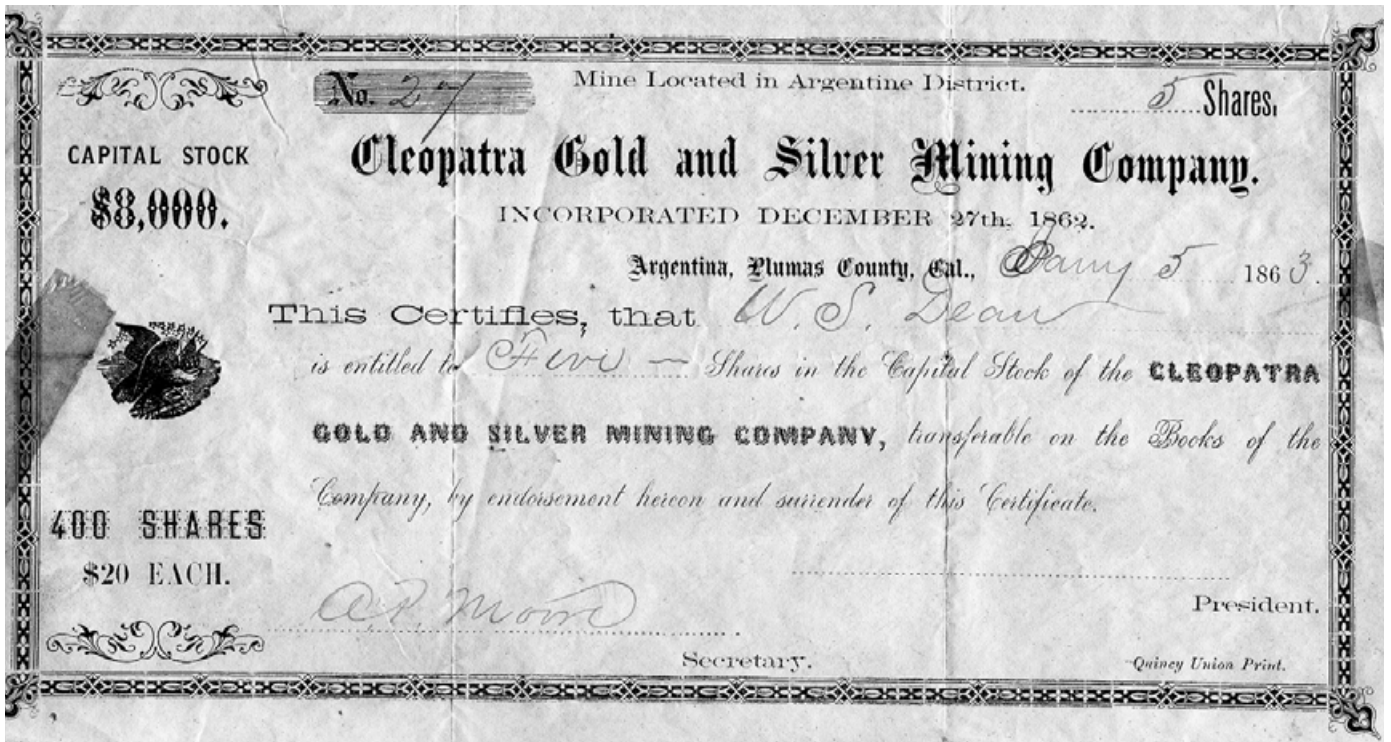 No. 27
Mine Located in Argentine District.
5 Shares.
CAPITAL STOCK
$8,000.
Cleopatra Gold and Silver Mining Company.
INCORPORATED DECEMBER 27th, 1862.
Argentina, Plumas County, Cal., Jany 5 1863.
This Certifies, that W. S. Dean
is entitled to Five — Shares in the Capital Stock of the CLEOPATRA
GOLD AND SILVER MINING COMPANY, transferable on the Books of the
Company, by endorsement hereon and surrender of this Certificate.
400 SHARES
$20 EACH.
President.
A. P.
Secretary.
Quincy Union Print.